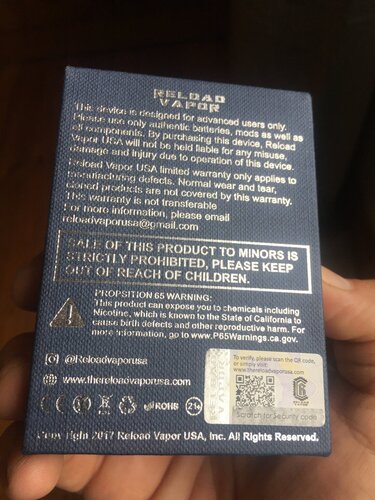 RELOAD
VAPOR
This device is designed for advanced users only.
Please use only authentic batteries, mods as well as
all components. By purchasing this device, Reload
Vapor USA will not be held liable for any misuse,
damage and injury due to operation of this device.
Reload Vapor USA limited warranty only applies to
manufacturing defects. Normal wear and tear,
cloned products are not covered by this warranty.
This warranty is not transferable
For more information, please email
reloadvaporusa@gmail.com
SALE OF THIS PRODUCT TO MINORS IS
STRICTLY PROHIBITED, PLEASE KEEP
OUT OF REACH OF CHILDREN.
PROPOSITION 65 WARNING:
This product can expose you to chemicals including
Nicotine, which is known to the State of California to
cause birth defects and other reproductive harm. For
more information, go to www.P65Warnings.ca.gov.
@Reloadvaporusa
www.thereloadvaporusa.com
To verify, please scan the QR code,
or simply visit:
www.thereloadvaporusa.com
CE
RoHS
21+
Scratch for Security code
Copyright 2017 Reload Vapor USA, Inc. All Rights Reserved.